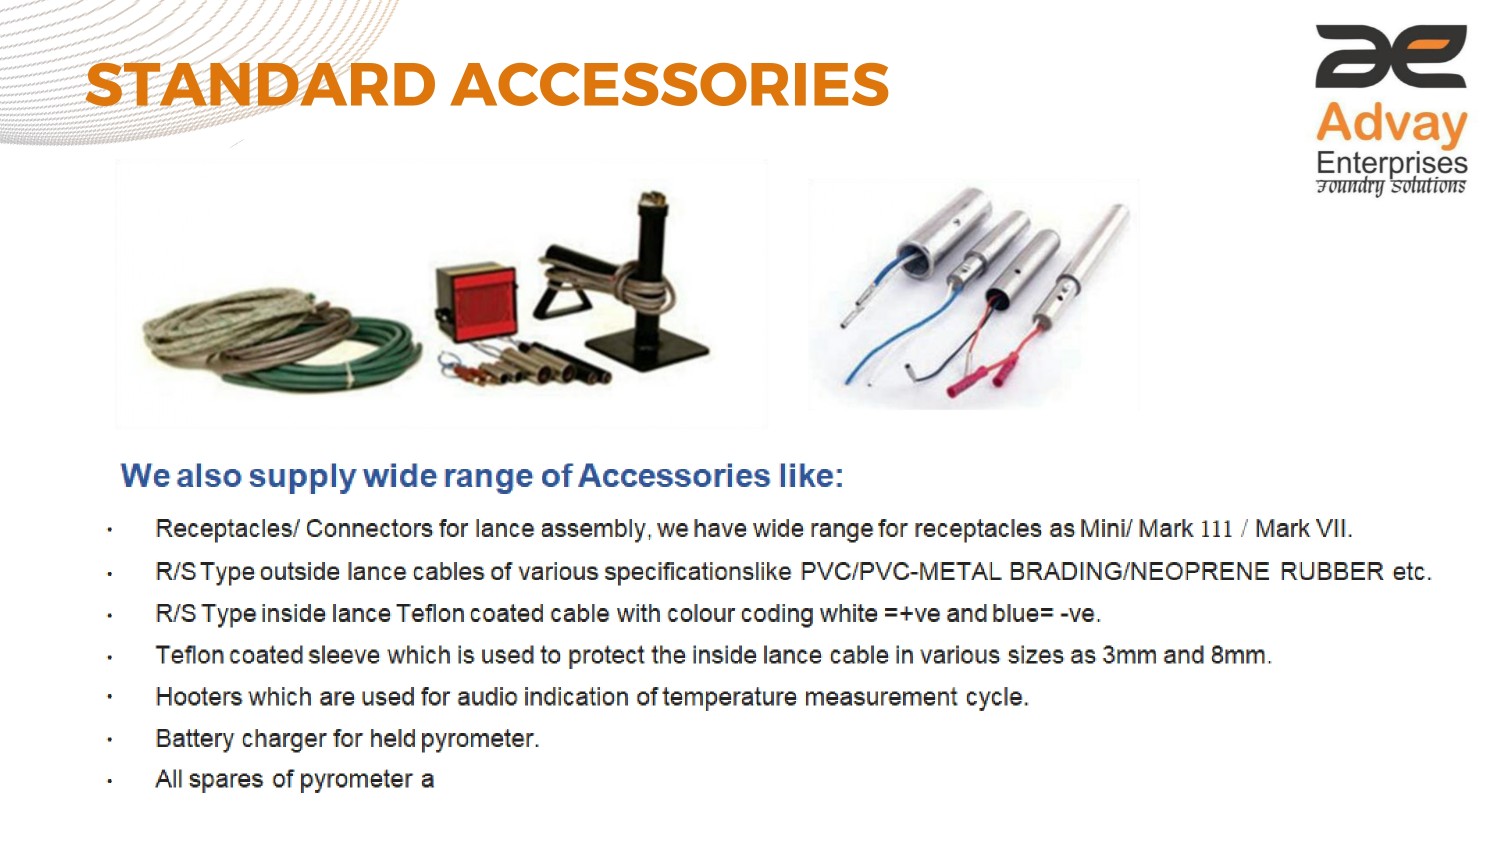 STANDARD ACCESSORIES
ae
Advay
Enterprises
Foundry Solutions
We also supply wide range of Accessories like:
• Receptacles/ Connectors for lance assembly, we have wide range for receptacles as Mini/ Mark 111 / Mark VII.
• R/S Type outside lance cables of various specificationslike PVC/PVC-METAL BRADING/NEOPRENE RUBBER etc.
• R/S Type inside lance Teflon coated cable with colour coding white =+ve and blue= -ve.
• Teflon coated sleeve which is used to protect the inside lance cable in various sizes as 3mm and 8mm.
• Hooters which are used for audio indication of temperature measurement cycle.
• Battery charger for held pyrometer.
• All spares of pyrometer a